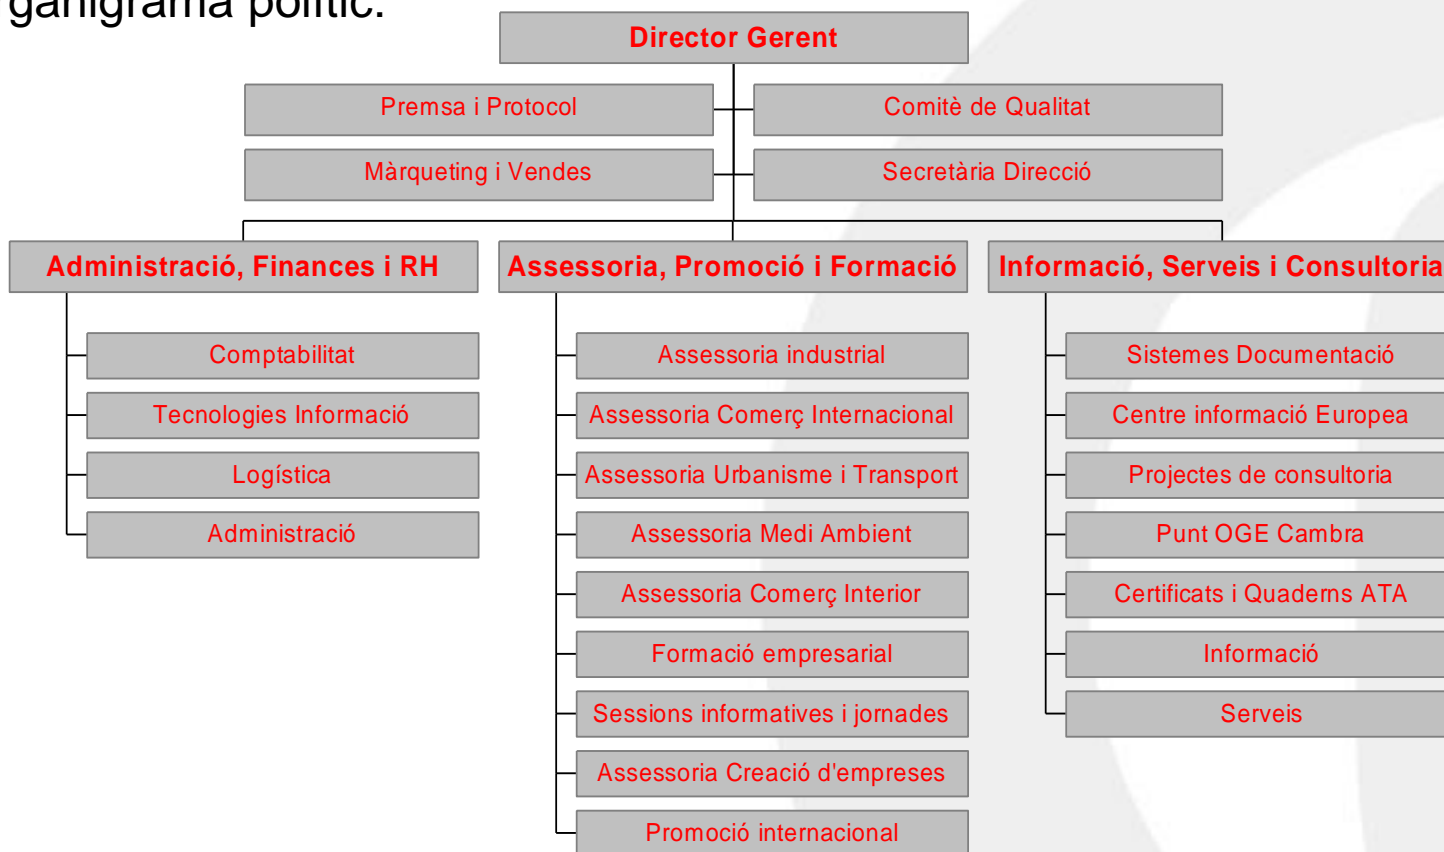 ganigrama polític.
Director Gerent
Premsa i Protocol
Comitè de Qualitat
Màrqueting i Vendes
Secretària Direcció
Administració, Finances i RH
Assessoria, Promoció i Formació
Informació, Serveis i Consultoria
Comptabilitat
Tecnologies Informació
Logística
Administració
Assessoria industrial
Assessoria Comerç Internacional
Assessoria Urbanisme i Transport
Assessoria Medi Ambient
Assessoria Comerç Interior
Formació empresarial
Sessions informatives i jornades
Assessoria Creació d'empreses
Promoció internacional
Sistemes Documentació
Centre informació Europea
Projectes de consultoria
Punt OGE Cambra
Certificats i Quaderns ATA
Informació
Serveis